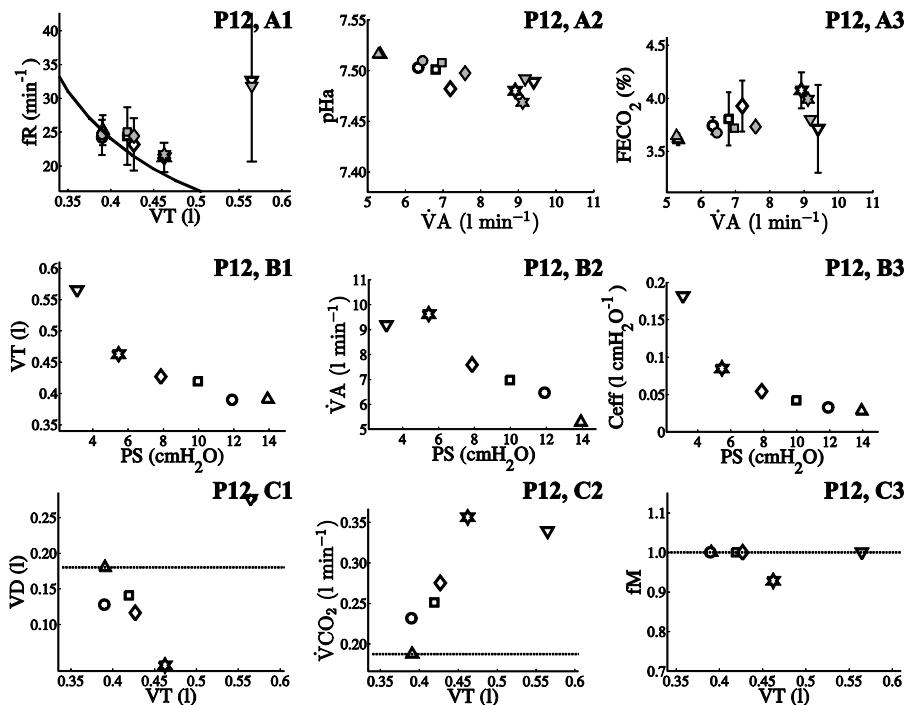 P12, A1
fR (min⁻¹)
40
35
30
25
20
0.35 0.4 0.45 0.5 0.55 0.6
VT (l)
P12, A2
pHa
7.55
7.50
7.45
7.40
5 6 7 8 9 10 11
V̇A (l min⁻¹)
P12, A3
FECO₂ (%)
4.5
4.0
3.5
3.0
5 6 7 8 9 10 11
V̇A (l min⁻¹)
P12, B1
VT (l)
0.6
0.55
0.5
0.45
0.4
0.35
4 6 8 10 12 14
PS (cmH₂O)
P12, B2
V̇A (l min⁻¹)
11
10
9
8
7
6
5
4 6 8 10 12 14
PS (cmH₂O)
P12, B3
Ceff (l cmH₂O⁻¹)
0.2
0.15
0.10
0.05
0
4 6 8 10 12 14
PS (cmH₂O)
P12, C1
VD (l)
0.25
0.20
0.15
0.10
0.35 0.4 0.45 0.5 0.55 0.6
VT (l)
P12, C2
V̇CO₂ (l min⁻¹)
0.35
0.30
0.25
0.20
0.35 0.4 0.45 0.5 0.55 0.6
VT (l)
P12, C3
fM
1.1
1.0
0.9
0.8
0.7
0.35 0.4 0.45 0.5 0.55 0.6
VT (l)